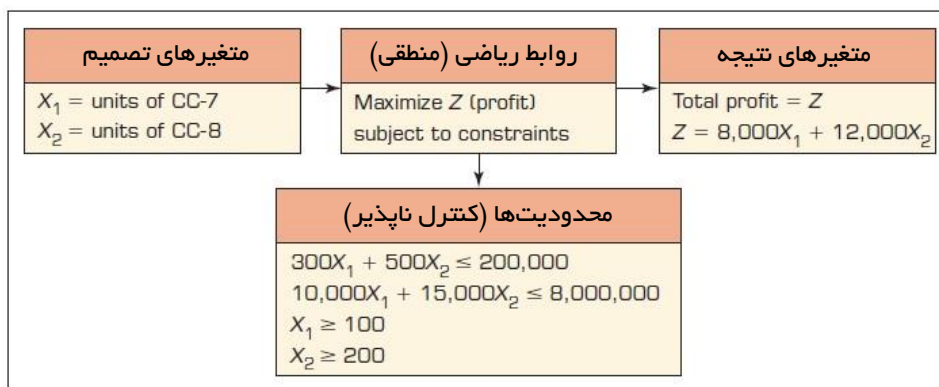 متغیرهای تصمیم
X₁ = units of CC-7
X₂ = units of CC-8
روابط ریاضی (منطقی)
Maximize Z (profit)
subject to constraints
متغیرهای نتیجه
Total profit = Z
Z = 8,000X₁ + 12,000X₂
محدودیت‌ها (کنترل ناپذیر)
300X₁ + 500X₂ ≤ 200,000
10,000X₁ + 15,000X₂ ≤ 8,000,000
X₁ ≥ 100
X₂ ≥ 200